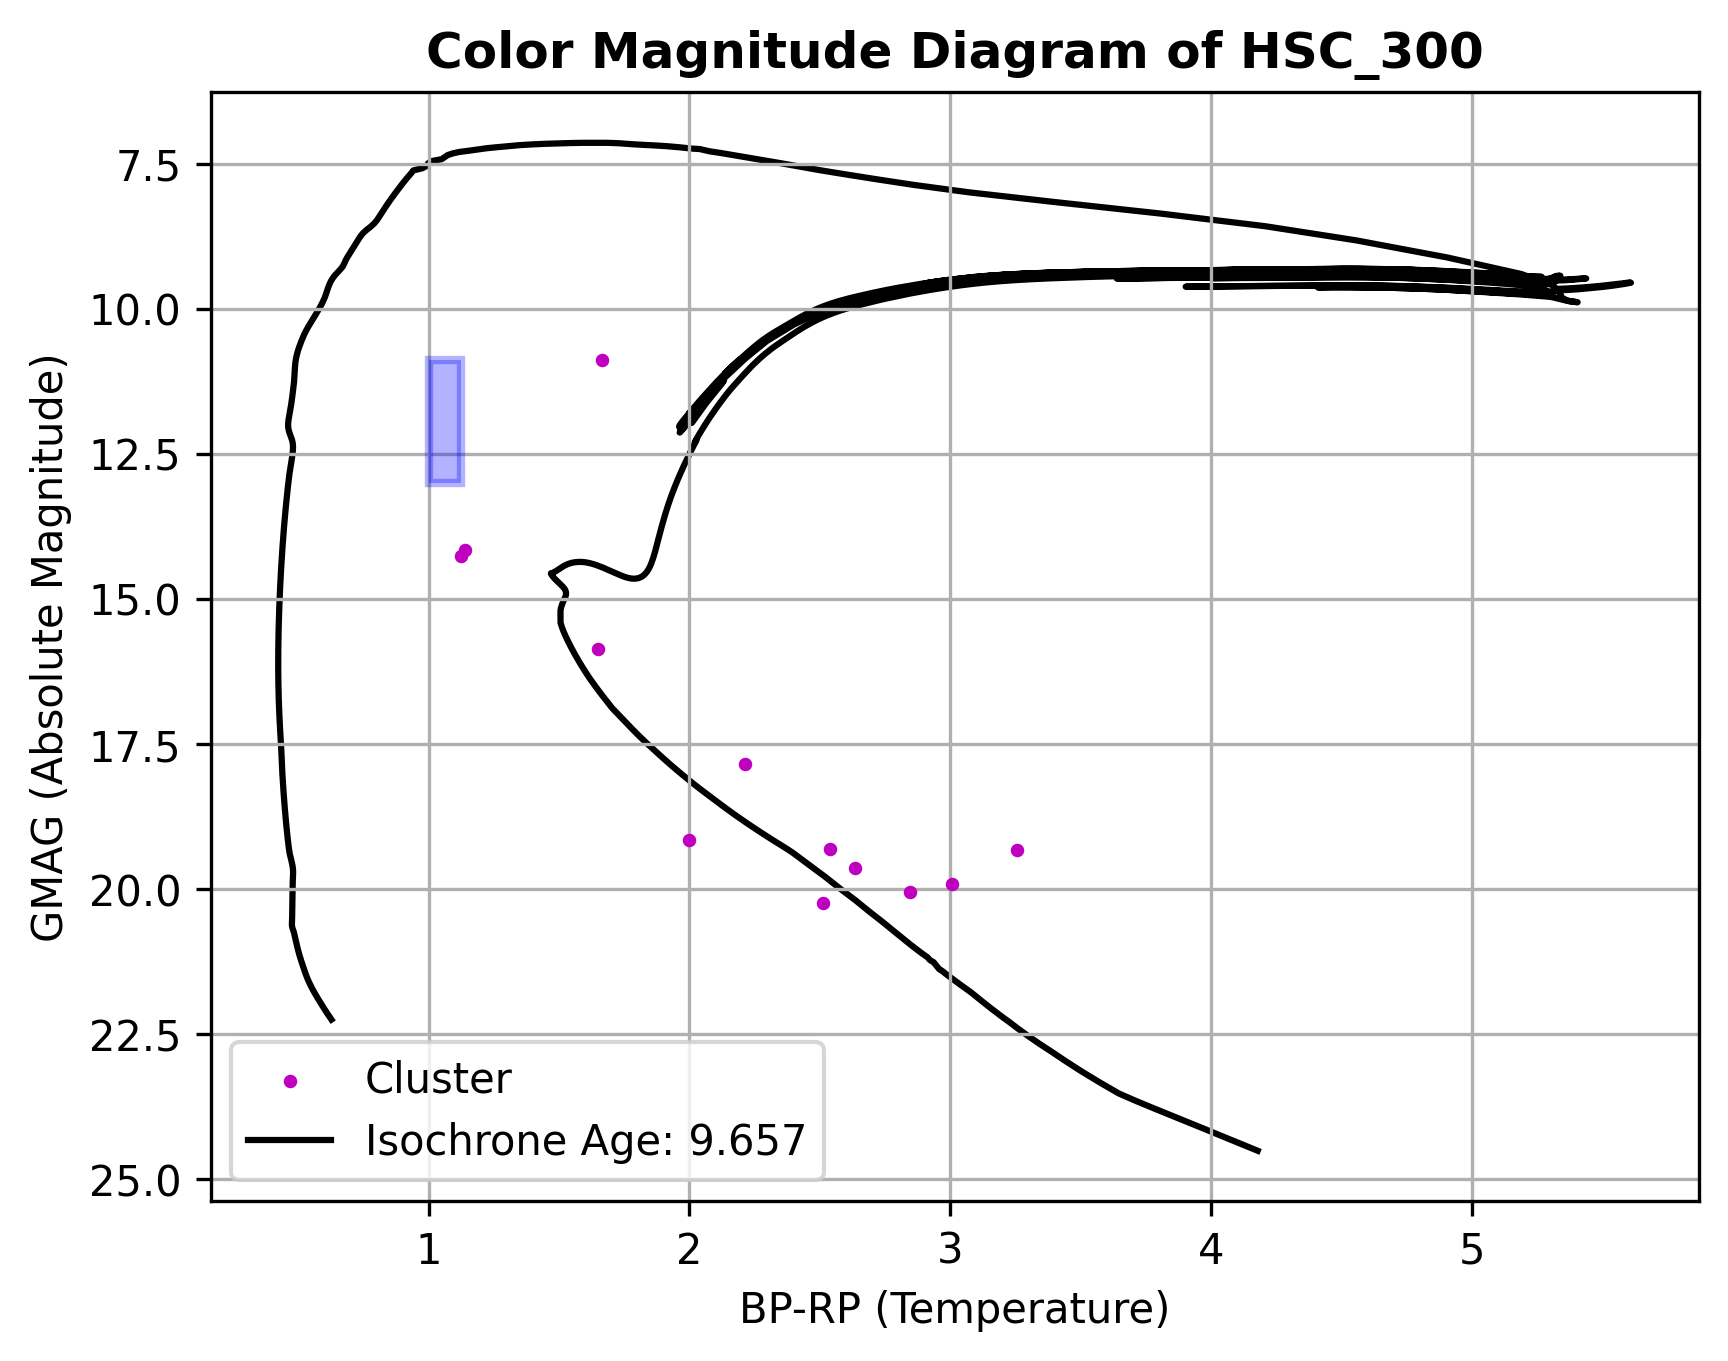 Color Magnitude Diagram of HSC_300
GMAG (Absolute Magnitude)
7.5
10.0
12.5
15.0
17.5
20.0
22.5
25.0
Cluster
Isochrone Age: 9.657
1 2 3 4 5
BP-RP (Temperature)